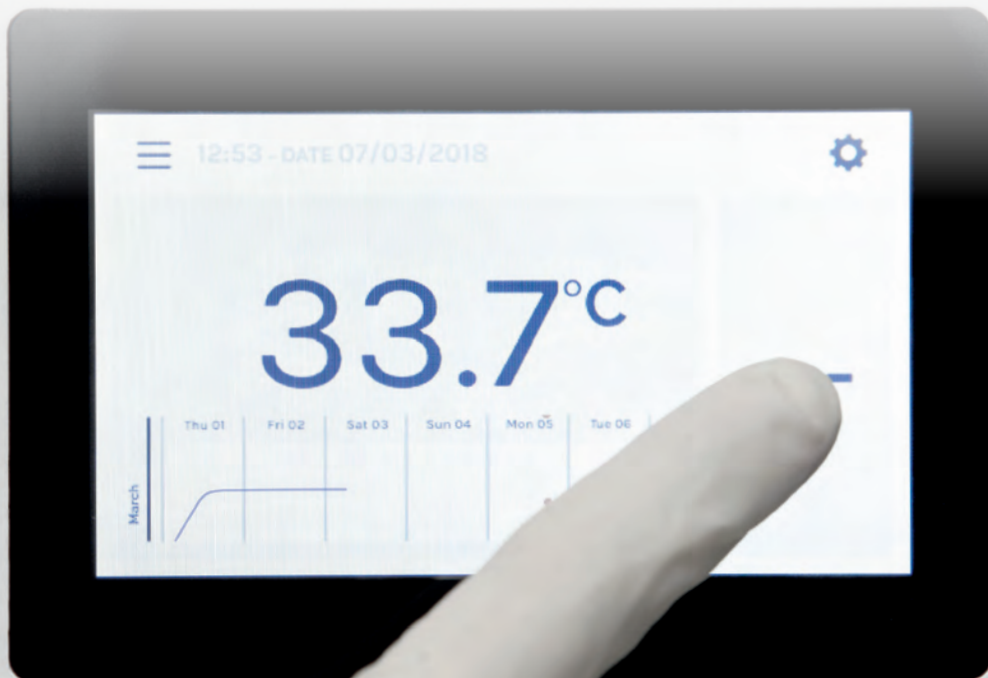 12:53 - DATE 07/03/2018
33.7°C
Thu 01 Fri 02 Sat 03 Sun 04 Mon 05 Tue 06
March